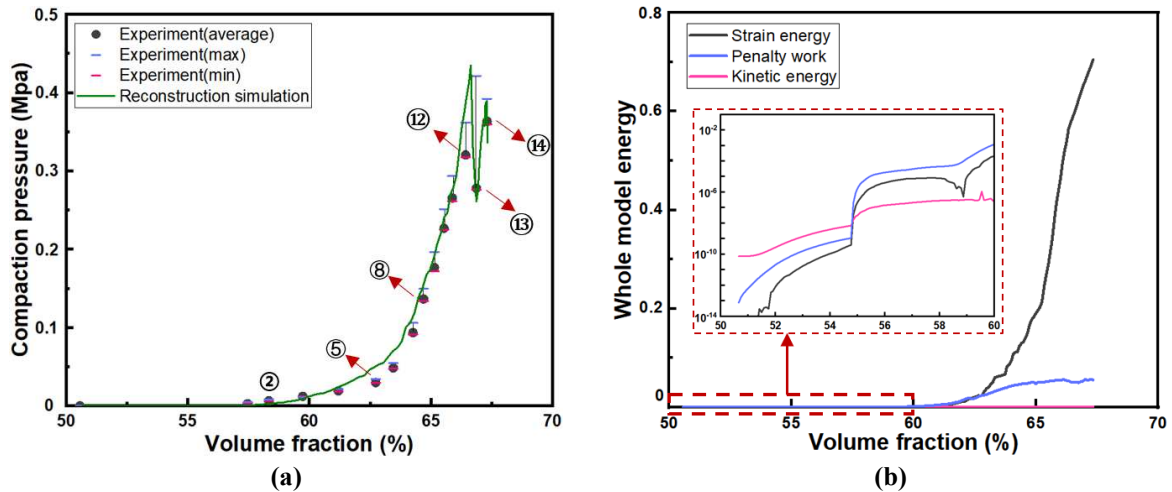 Experiment(average)
Experiment(max)
Experiment(min)
Reconstruction simulation
Compaction pressure (Mpa)
0.5
0.4
0.3
0.2
0.1
0
50
55
60
65
70
②
⑤
⑧
⑫
⑬
⑭
Volume fraction (%)
(a)
Strain energy
Penalty work
Kinetic energy
Whole model energy
0.8
0.6
0.4
0.2
0
10-2
10-6
10-10
10-14
50
52
54
56
58
60
50
55
60
65
70
Volume fraction (%)
(b)